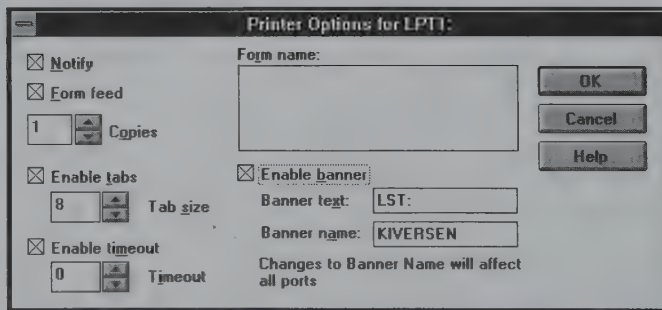 Printer Options for LPT1:
Notify
Form feed
1
Copies
Enable tabs
8
Tab size
Enable timeout
0
Timeout
Form name:
Enable banner
Banner text: LST:
Banner name: KIVERSEN
Changes to Banner Name will affect
all ports
OK
Cancel
Help